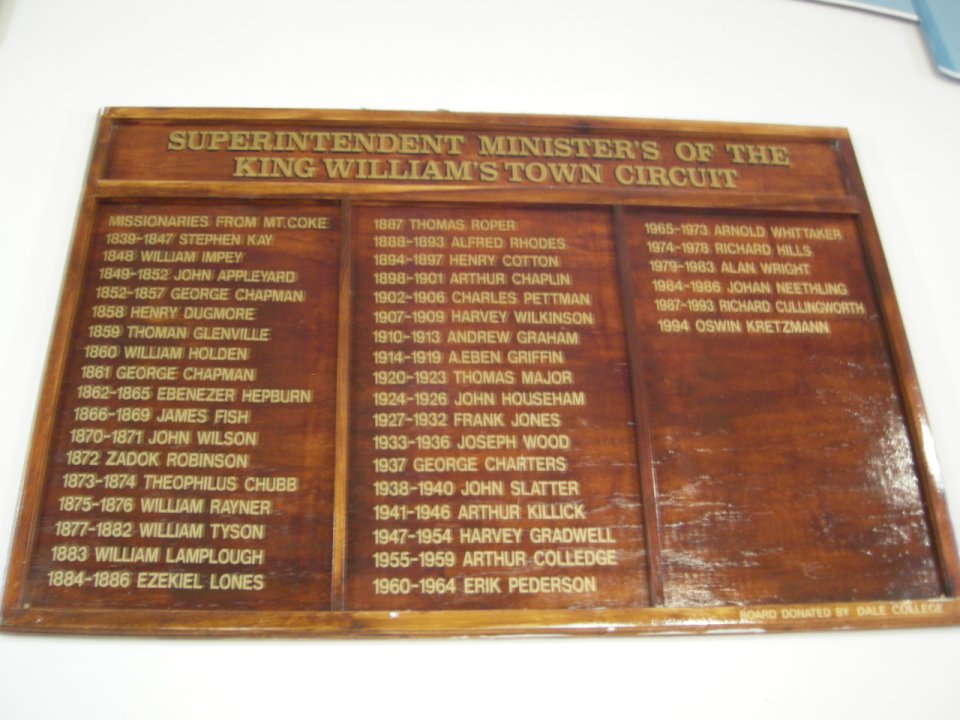 SUPERINTENDENT MINISTER'S OF THE
KING WILLIAM'S TOWN CIRCUIT
MISSIONARIES FROM MT.COKE
1839-1847 STEPHEN KAY
1848 WILLIAM IMPEY
1849-1852 JOHN APPLEYARD
1852-1857 GEORGE CHAPMAN
1858 HENRY DUGMORE
1859 THOMAN GLENVILLE
1860 WILLIAM HOLDEN
1861 GEORGE CHAPMAN
1862-1865 EBENEZER HEPBURN
1866-1869 JAMES FISH
1870-1871 JOHN WILSON
1872 ZADOK ROBINSON
1873-1874 THEOPHILUS CHUBB
1875-1876 WILLIAM RAYNER
1877-1882 WILLIAM TYSON
1883 WILLIAM LAMPLOUGH
1884-1886 EZEKIEL LONES
1887 THOMAS ROPER
1888-1893 ALFRED RHODES
1894-1897 HENRY COTTON
1898-1901 ARTHUR CHAPLIN
1902-1906 CHARLES PETTMAN
1907-1909 HARVEY WILKINSON
1910-1913 ANDREW GRAHAM
1914-1919 A.EBEN GRIFFIN
1920-1923 THOMAS MAJOR
1924-1926 JOHN HOUSEHAM
1927-1932 FRANK JONES
1933-1936 JOSEPH WOOD
1937 GEORGE CHARTERS
1938-1940 JOHN SLATTER
1941-1946 ARTHUR KILLICK
1947-1954 HARVEY GRADWELL
1955-1959 ARTHUR COLLEDGE
1960-1964 ERIK PEDERSON
1965-1973 ARNOLD WHITTAKER
1974-1978 RICHARD HILLS
1979-1983 ALAN WRIGHT
1984-1986 JOHAN NEETHLING
1987-1993 RICHARD CULLINGWORTH
1994 OSWIN KRETZMANN
BOARD DONATED BY DALE COLLEGE